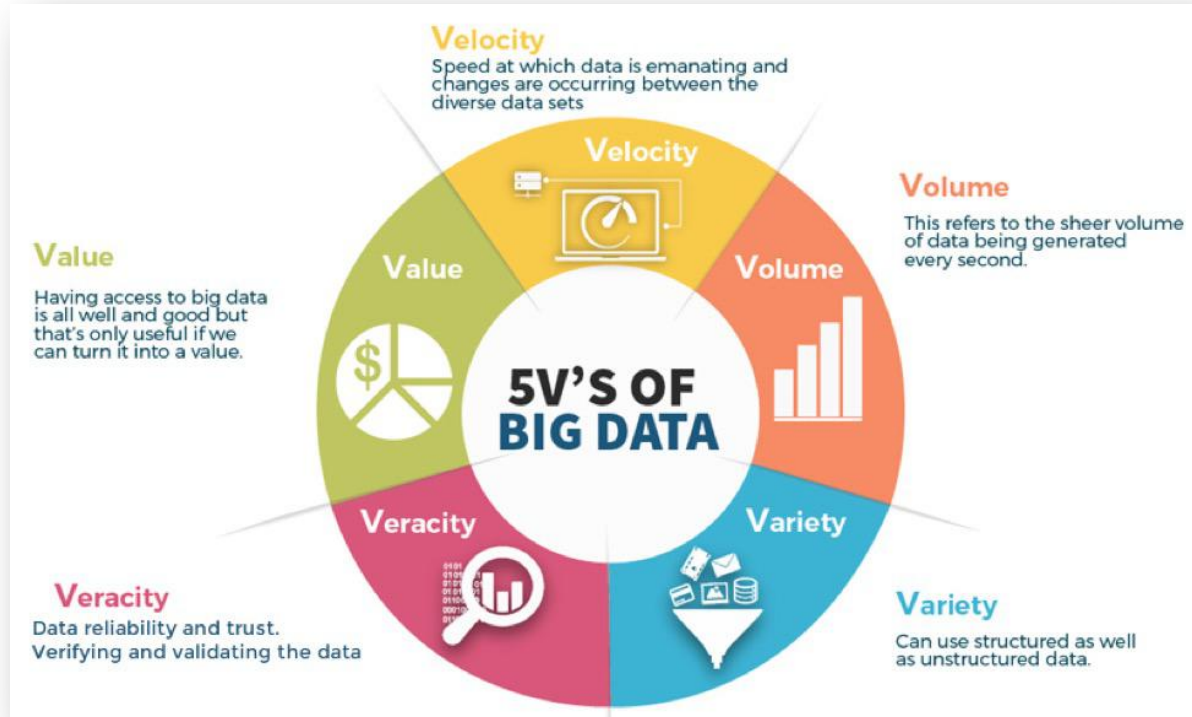 Velocity
Speed at which data is emanating and
changes are occurring between the
diverse data sets
Velocity
Volume
This refers to the sheer volume
of data being generated
every second.
Volume
Value
Having access to big data
is all well and good but
that's only useful if we
can turn it into a value.
Value
$
5V'S OF
BIG DATA
Veracity
Variety
Veracity
Data reliability and trust.
Verifying and validating the data
Variety
Can use structured as well
as unstructured data.